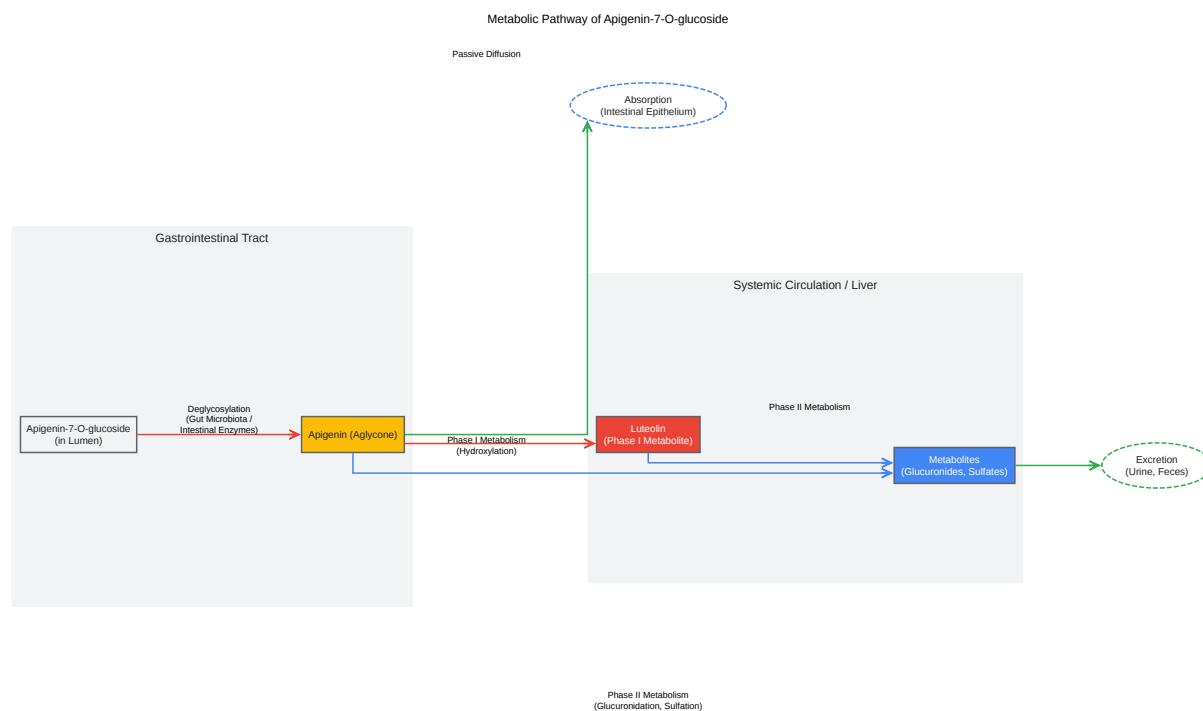 Metabolic Pathway of Apigenin-7-O-glucoside
Passive Diffusion
Absorption
(Intestinal Epithelium)
Gastrointestinal Tract
Systemic Circulation / Liver
Deglycosylation
(Gut Microbiota /
Intestinal Enzymes)
Apigenin-7-O-glucoside
(in Lumen)
Apigenin (Aglycone)
Phase I Metabolism
(Hydroxylation)
Luteolin
(Phase I Metabolite)
Phase II Metabolism
Metabolites
(Glucuronides, Sulfates)
Excretion
(Urine, Feces)
Phase II Metabolism
(Glucuronidation, Sulfation)